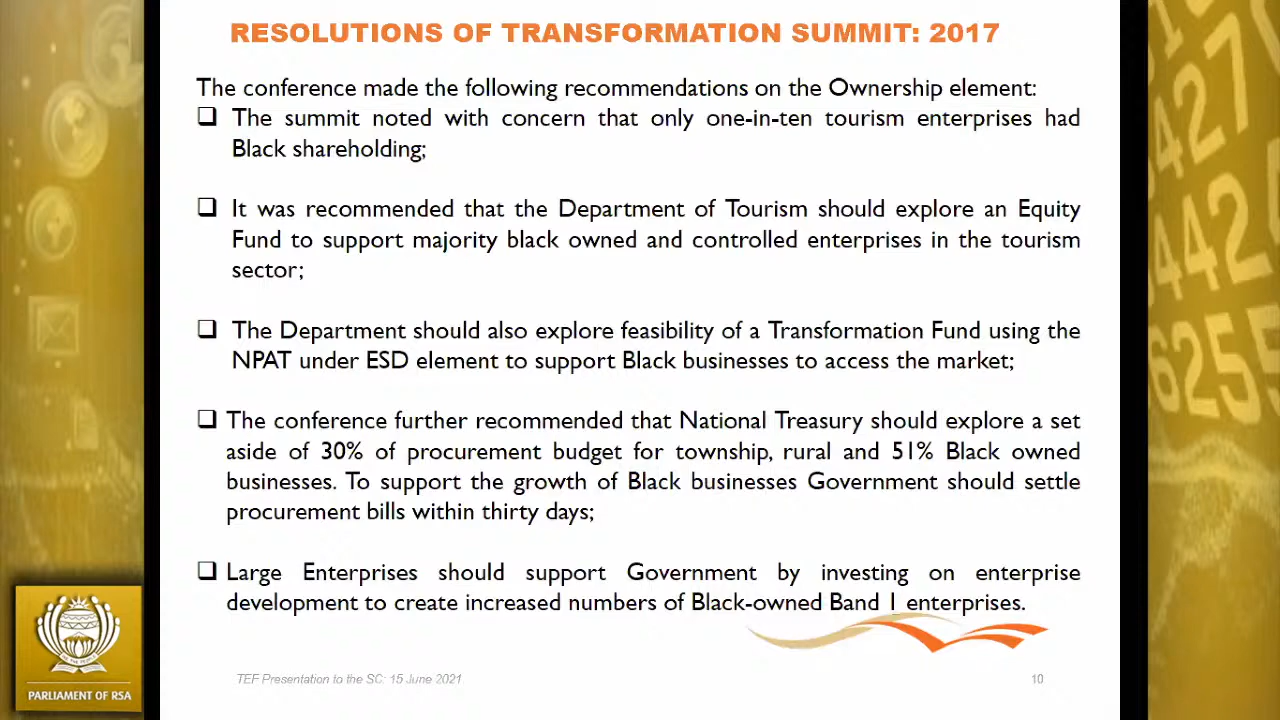 RESOLUTIONS OF TRANSFORMATION SUMMIT: 2017
The conference made the following recommendations on the Ownership element:
❑ The summit noted with concern that only one-in-ten tourism enterprises had
Black shareholding;
❑ It was recommended that the Department of Tourism should explore an Equity
Fund to support majority black owned and controlled enterprises in the tourism
sector;
❑ The Department should also explore feasibility of a Transformation Fund using the
NPAT under ESD element to support Black businesses to access the market;
❑ The conference further recommended that National Treasury should explore a set
aside of 30% of procurement budget for township, rural and 51% Black owned
businesses. To support the growth of Black businesses Government should settle
procurement bills within thirty days;
❑ Large Enterprises should support Government by investing on enterprise
development to create increased numbers of Black-owned Band 1 enterprises.
TEF Presentation to the SC: 15 June 2021
10
PARLIAMENT OF RSA